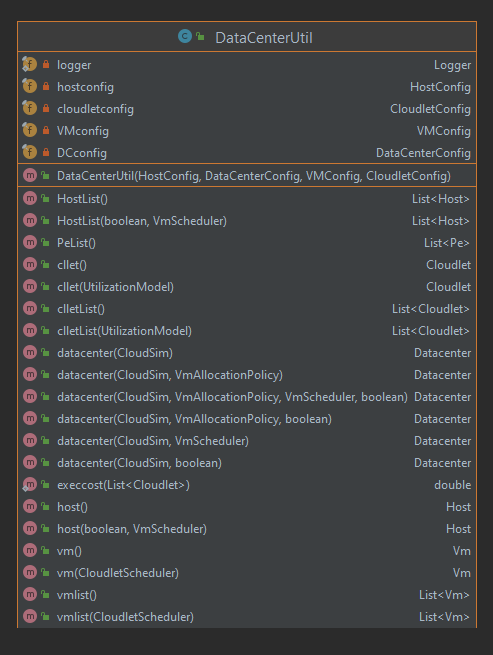 DataCenterUtil
logger Logger
hostconfig HostConfig
cloudletconfig CloudletConfig
VMconfig VMConfig
DCconfig DataCenterConfig
DataCenterUtil(HostConfig, DataCenterConfig, VMConfig, CloudletConfig)
HostList() List<Host>
HostList(boolean, VmScheduler) List<Host>
PeList() List<Pe>
cllet() Cloudlet
cllet(UtilizationModel) Cloudlet
clletList() List<Cloudlet>
clletList(UtilizationModel) List<Cloudlet>
datacenter(CloudSim) Datacenter
datacenter(CloudSim, VmAllocationPolicy) Datacenter
datacenter(CloudSim, VmAllocationPolicy, VmScheduler, boolean) Datacenter
datacenter(CloudSim, VmAllocationPolicy, boolean) Datacenter
datacenter(CloudSim, VmScheduler) Datacenter
datacenter(CloudSim, boolean) Datacenter
execcost(List<Cloudlet>) double
host() Host
host(boolean, VmScheduler) Host
vm() Vm
vm(CloudletScheduler) Vm
vmlist() List<Vm>
vmlist(CloudletScheduler) List<Vm>